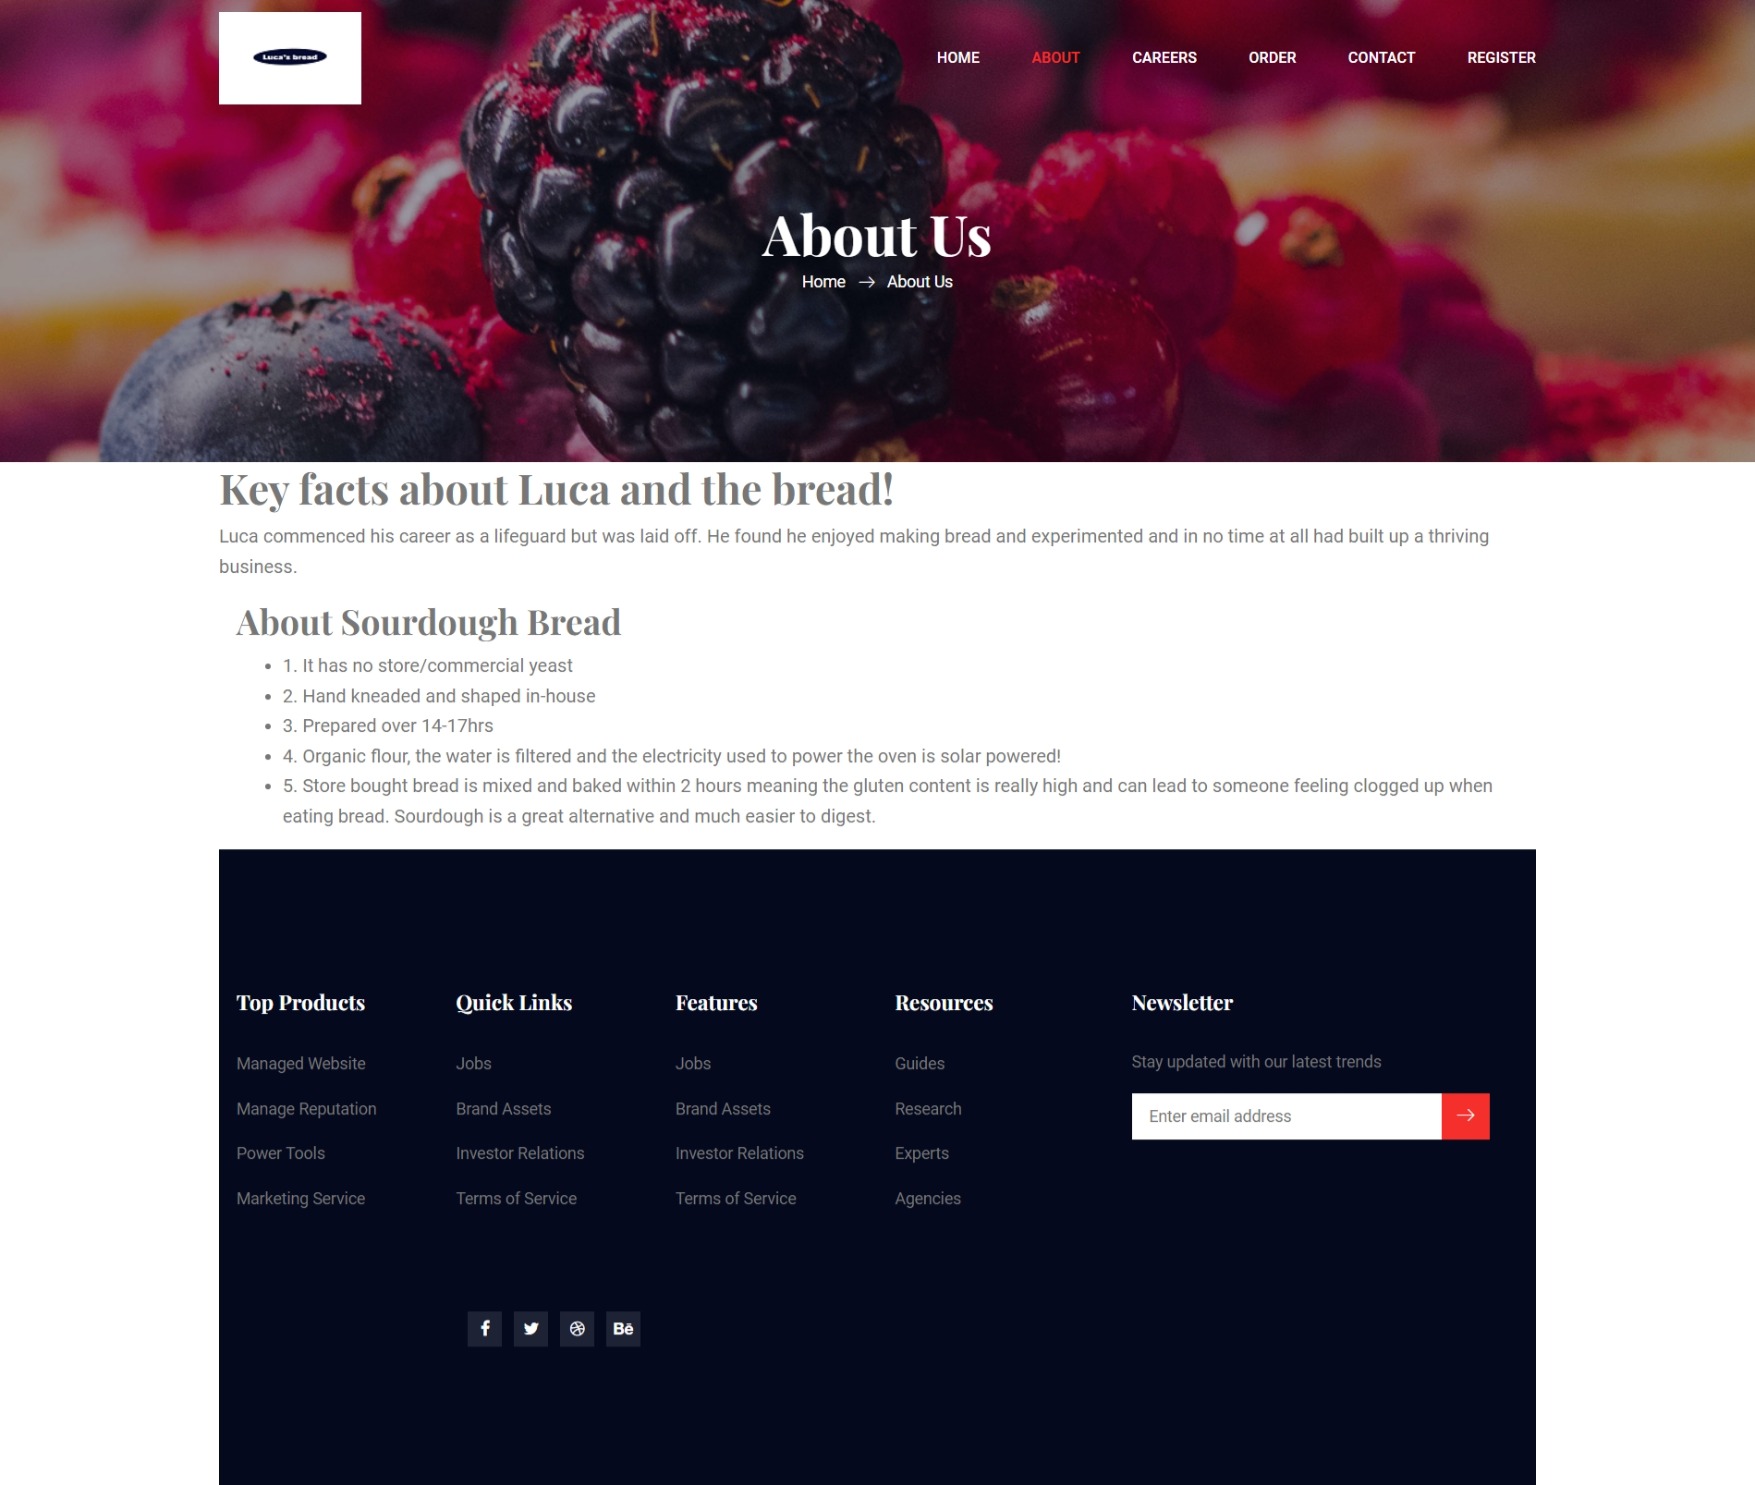 Luca's bread
HOME ABOUT CAREERS ORDER CONTACT REGISTER
About Us
Home → About Us
Key facts about Luca and the bread!
Luca commenced his career as a lifeguard but was laid off. He found he enjoyed making bread and experimented and in no time at all had built up a thriving
business.
About Sourdough Bread
• 1. It has no store/commercial yeast
• 2. Hand kneaded and shaped in-house
• 3. Prepared over 14-17hrs
• 4. Organic flour, the water is filtered and the electricity used to power the oven is solar powered!
• 5. Store bought bread is mixed and baked within 2 hours meaning the gluten content is really high and can lead to someone feeling clogged up when
eating bread. Sourdough is a great alternative and much easier to digest.
Top Products
Managed Website
Manage Reputation
Power Tools
Marketing Service
Quick Links
Jobs
Brand Assets
Investor Relations
Terms of Service
Features
Jobs
Brand Assets
Investor Relations
Terms of Service
Resources
Guides
Research
Experts
Agencies
Newsletter
Stay updated with our latest trends
Enter email address
Bē